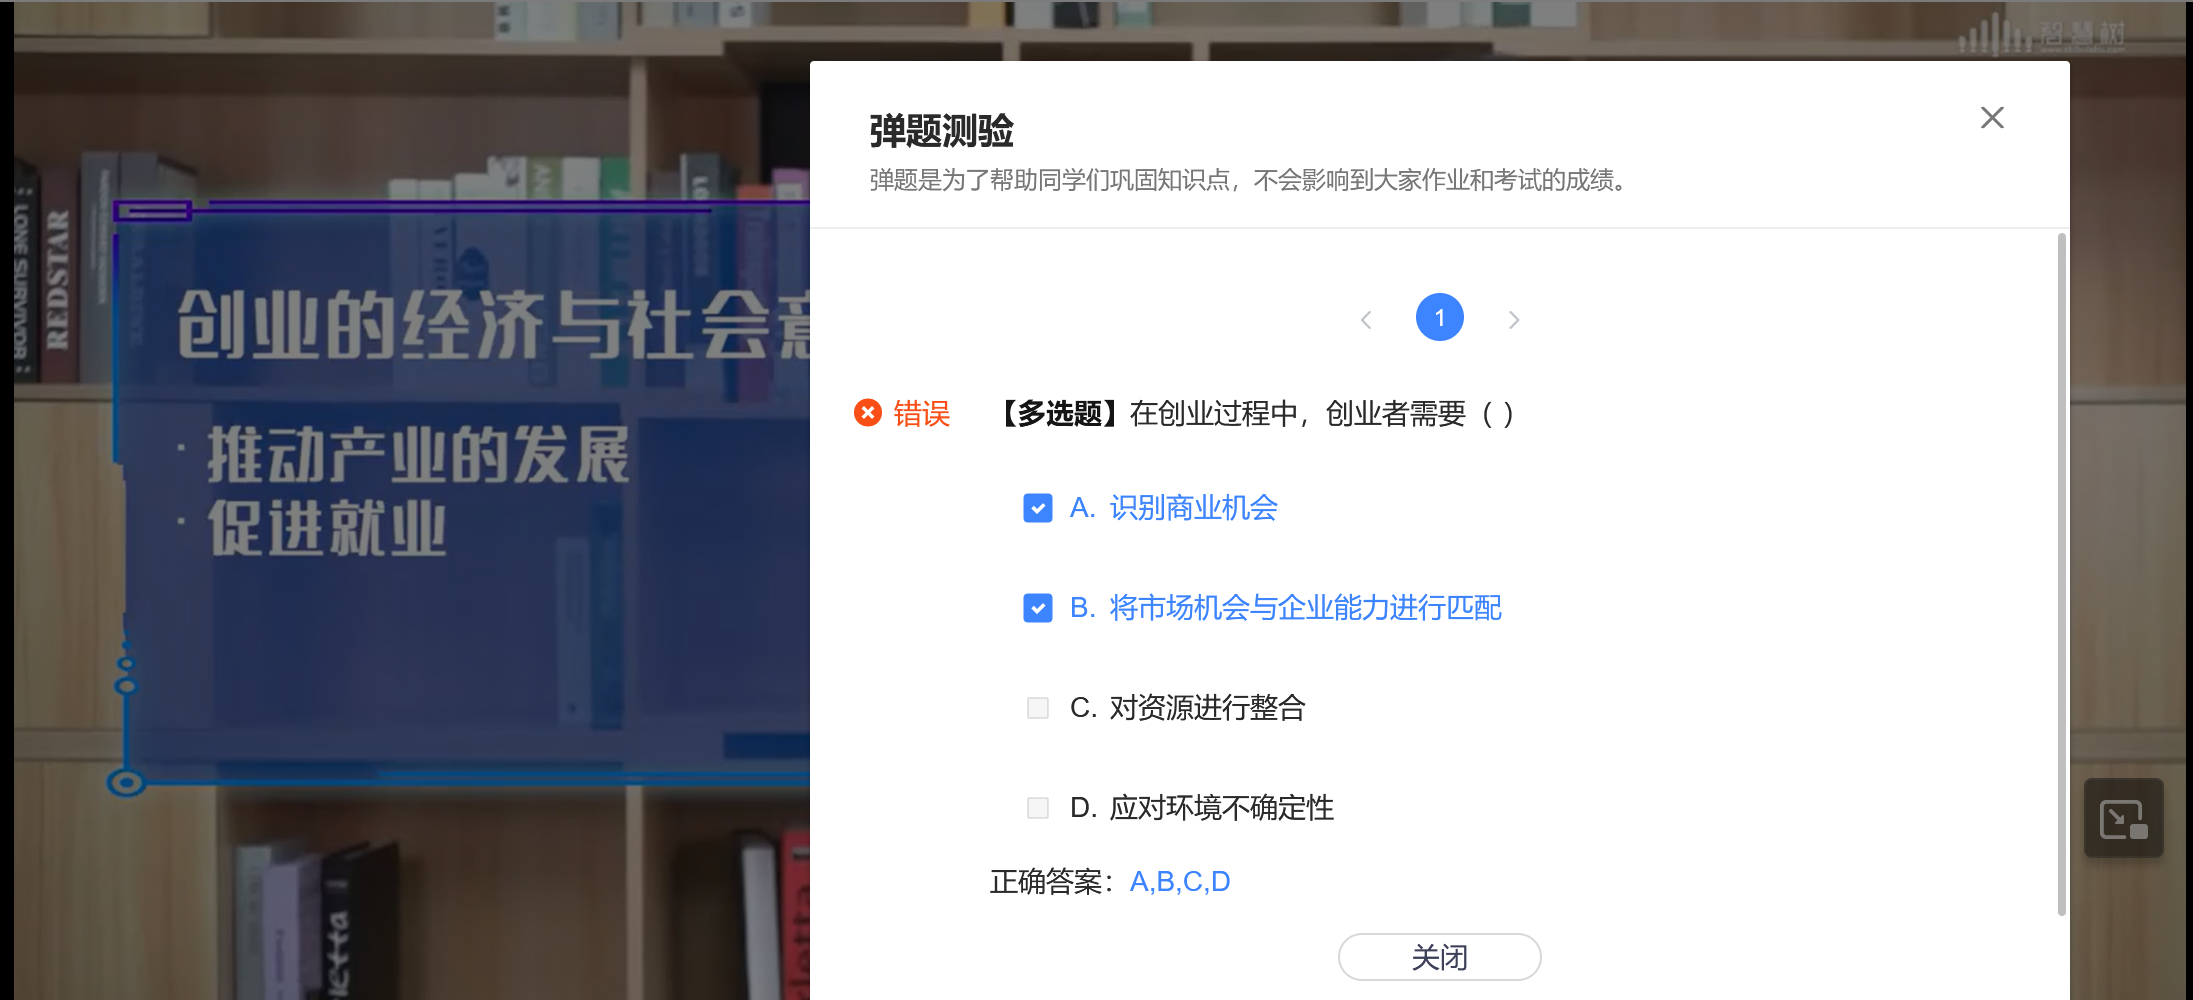 智慧树
REDSTAR
LONE SURVIVOR:
创业的经济与社会意
· 推动产业的发展
· 促进就业
弹题测验
弹题是为了帮助同学们巩固知识点，不会影响到大家作业和考试的成绩。
1
错误
【多选题】在创业过程中，创业者需要（ ）
A. 识别商业机会
B. 将市场机会与企业能力进行匹配
C. 对资源进行整合
D. 应对环境不确定性
正确答案：A,B,C,D
关闭